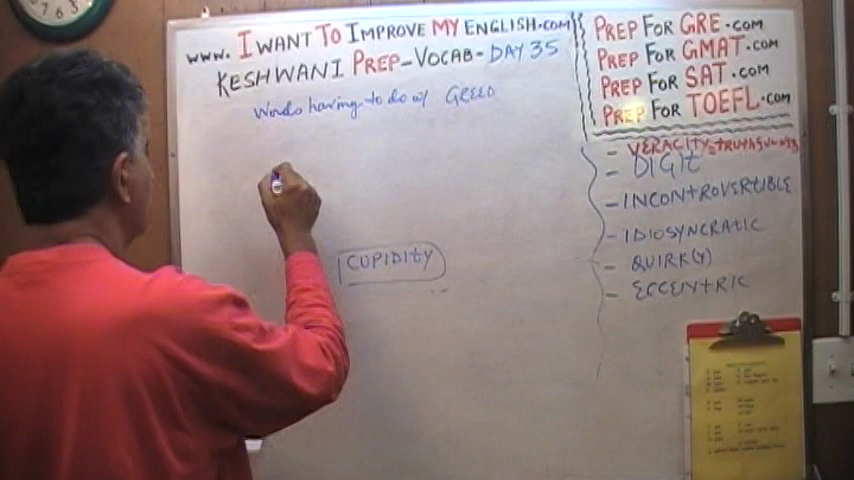 www. I WANT TO IMPROVE MY ENGLISH.COM
KESHWANI PREP-VOCAB-DAY 35
Words having to do w/ GREED
CUPIDITY
PREP FOR GRE.com
PREP FOR GMAT.com
PREP FOR SAT.com
PREP FOR TOEFL.com
- VERACITY=TRUTHFULNESS
- DIGIT
- INCONTROVERTIBLE
- IDIOSYNCRATIC
- QUIRK(Y)
- ECCENTRIC